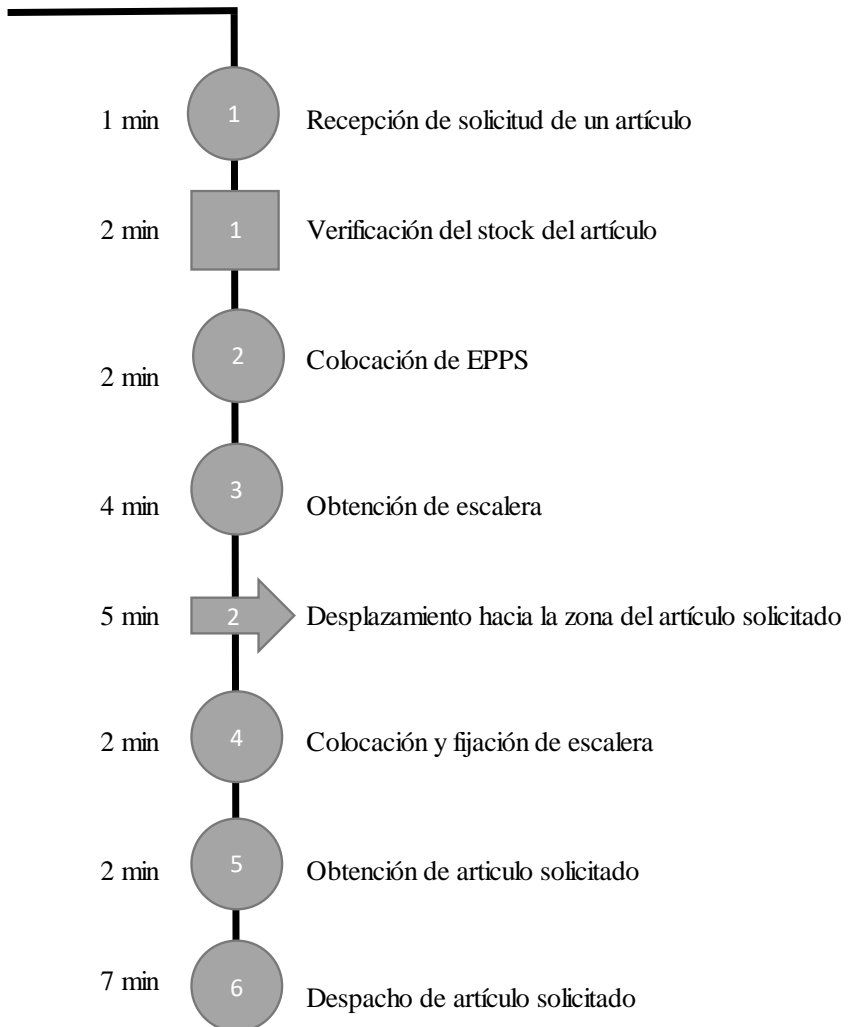 1 min 1 Recepción de solicitud de un artículo
2 min 1 Verificación del stock del artículo
2 min 2 Colocación de EPPS
4 min 3 Obtención de escalera
5 min 2 Desplazamiento hacia la zona del artículo solicitado
2 min 4 Colocación y fijación de escalera
2 min 5 Obtención de articulo solicitado
7 min 6 Despacho de artículo solicitado